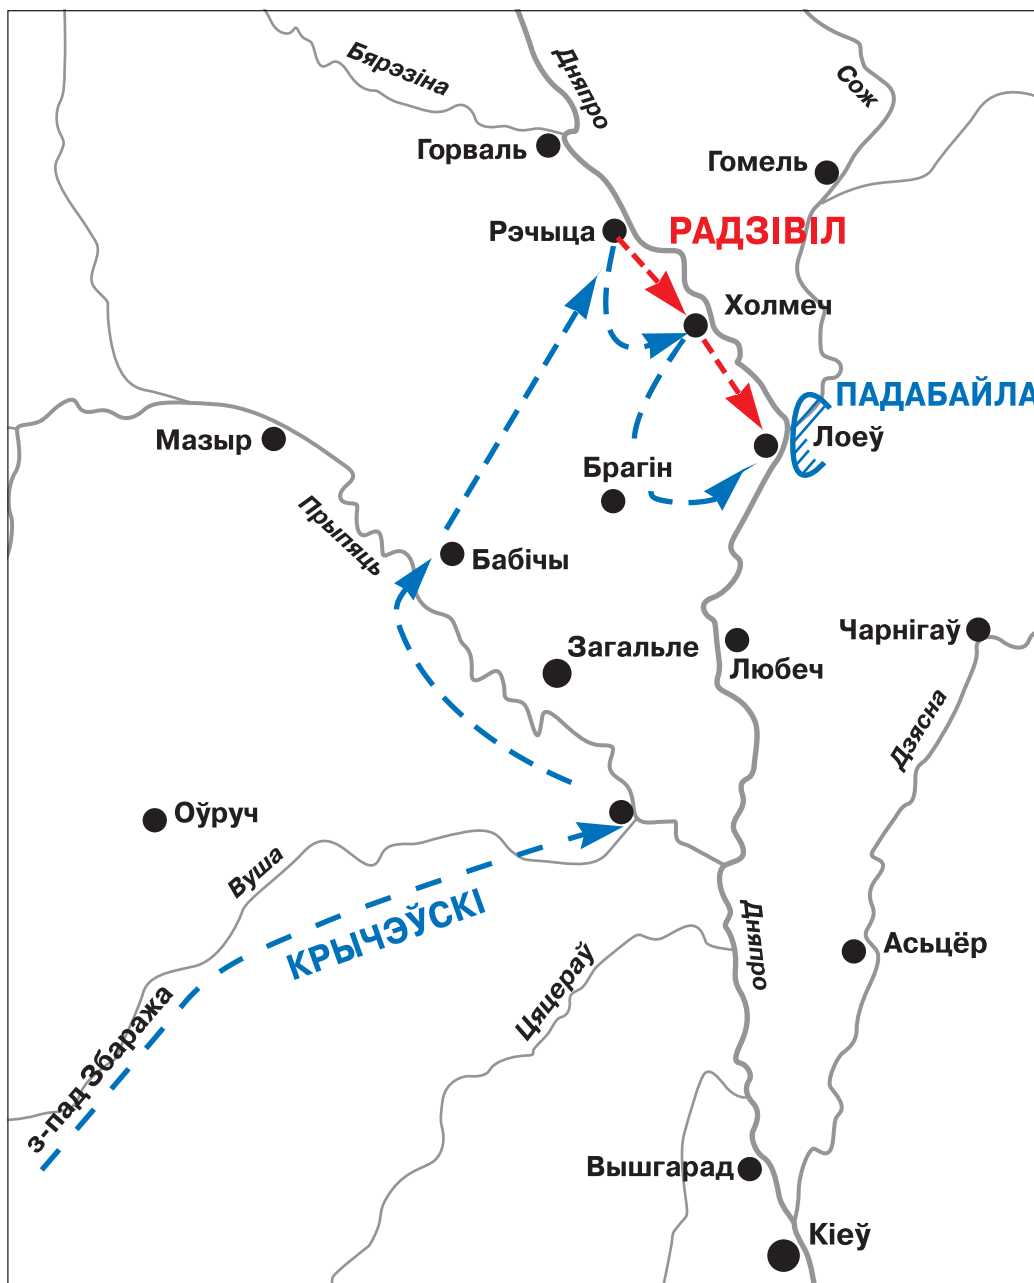 Бярэзіна
Дняпро
Сож
Горваль
Гомель
Рэчыца
РАДЗІВІЛ
Холмеч
ПАДАБАЙЛА
Мазыр
Лоеў
Брагін
Прыпяць
Бабічы
Чарнігаў
Загальле
Любеч
Дзясна
Оўруч
Вуша
КРЫЧЭЎСКІ
Дняпро
Асьцёр
Цяцераў
з-пад Збаража
Вышгарад
Кіеў